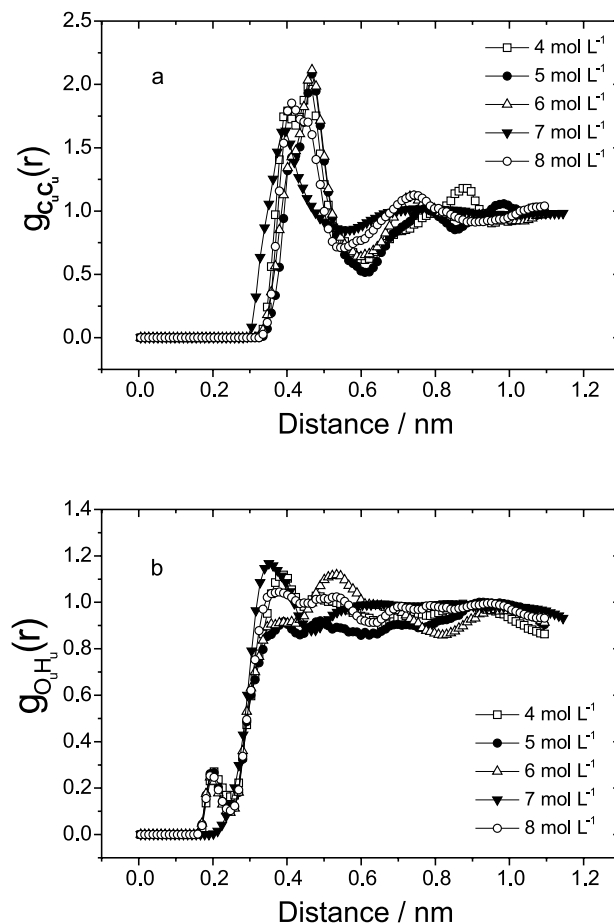 2.5
2.0
1.5
1.0
0.5
0.0
g_{C_uC_u}(r)
a
4 mol L⁻¹
5 mol L⁻¹
6 mol L⁻¹
7 mol L⁻¹
8 mol L⁻¹
0.0 0.2 0.4 0.6 0.8 1.0 1.2
Distance / nm
1.4
1.2
1.0
0.8
0.6
0.4
0.2
0.0
g_{O_uH_u}(r)
b
4 mol L⁻¹
5 mol L⁻¹
6 mol L⁻¹
7 mol L⁻¹
8 mol L⁻¹
0.0 0.2 0.4 0.6 0.8 1.0 1.2
Distance / nm